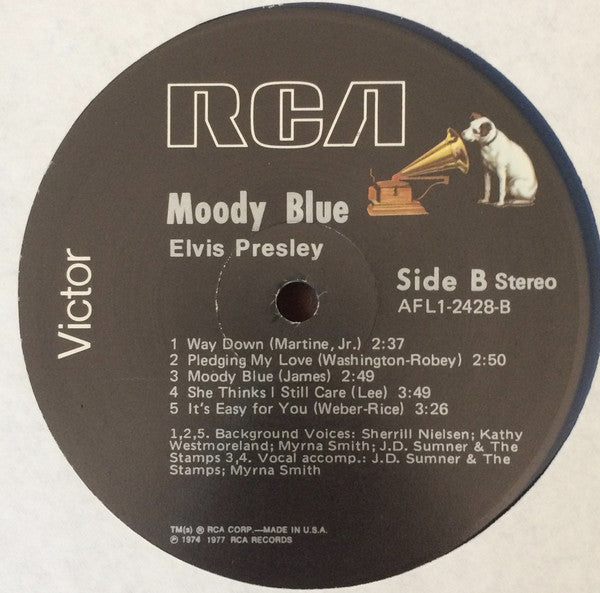 RCA
Victor
Moody Blue
Elvis Presley
Side B Stereo
AFL1-2428-B
1 Way Down (Martine, Jr.) 2:37
2 Pledging My Love (Washington-Robey) 2:50
3 Moody Blue (James) 2:49
4 She Thinks I Still Care (Lee) 3:49
5 It's Easy for You (Weber-Rice) 3:26
1,2,5. Background Voices: Sherrill Nielsen; Kathy
Westmoreland; Myrna Smith; J.D. Sumner & The
Stamps 3,4. Vocal accomp.: J.D. Sumner & The
Stamps; Myrna Smith
TM(s) ® RCA CORP.—MADE IN U.S.A.
℗ 1974 1977 RCA RECORDS